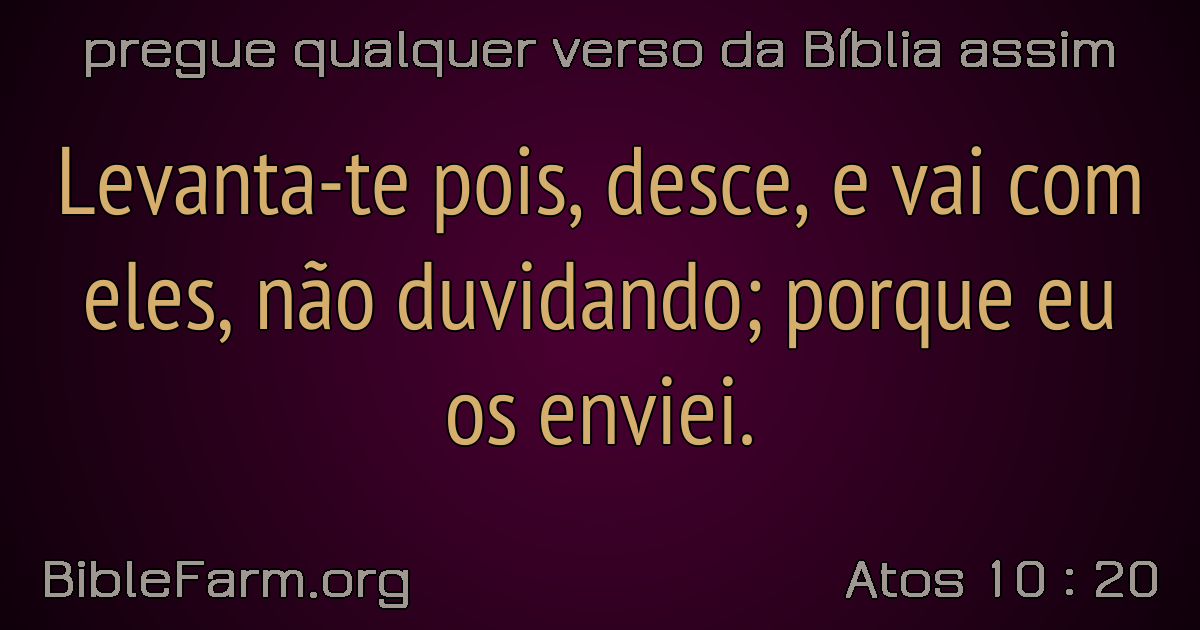 pregue qualquer verso da Bíblia assim
Levanta-te pois, desce, e vai com
eles, não duvidando; porque eu
os enviei.
BibleFarm.org
Atos 10 : 20